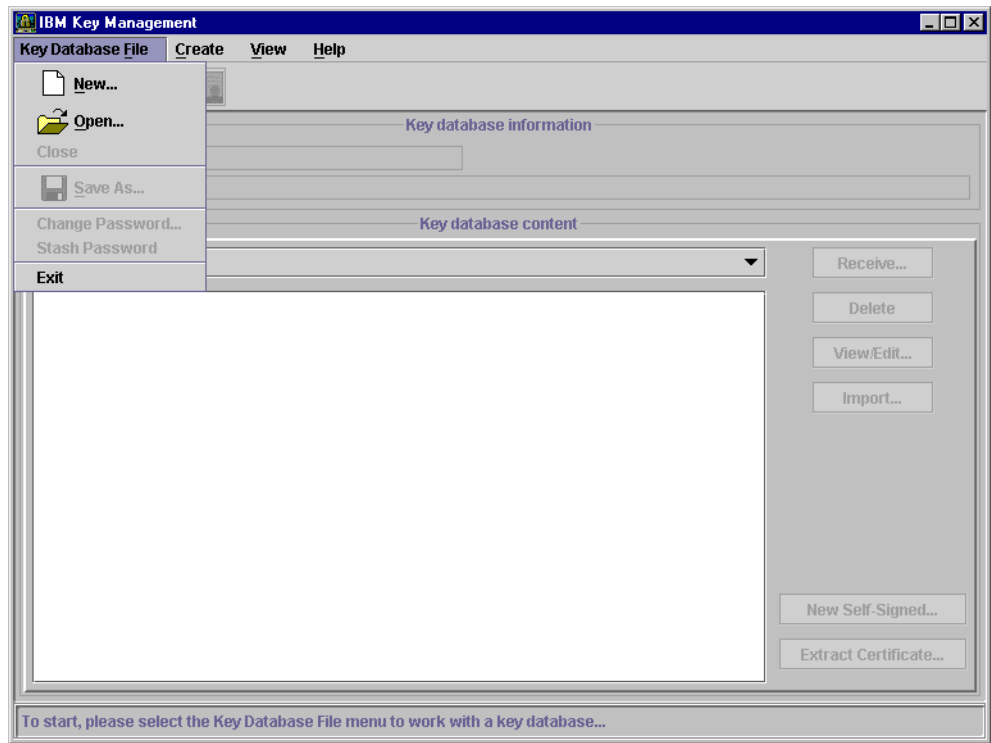 IBM Key Management
Key Database File Create View Help
New...
Open...
Close
Save As...
Change Password...
Stash Password
Exit
Key database information
Key database content
Receive...
Delete
View/Edit...
Import...
New Self-Signed...
Extract Certificate...
To start, please select the Key Database File menu to work with a key database...